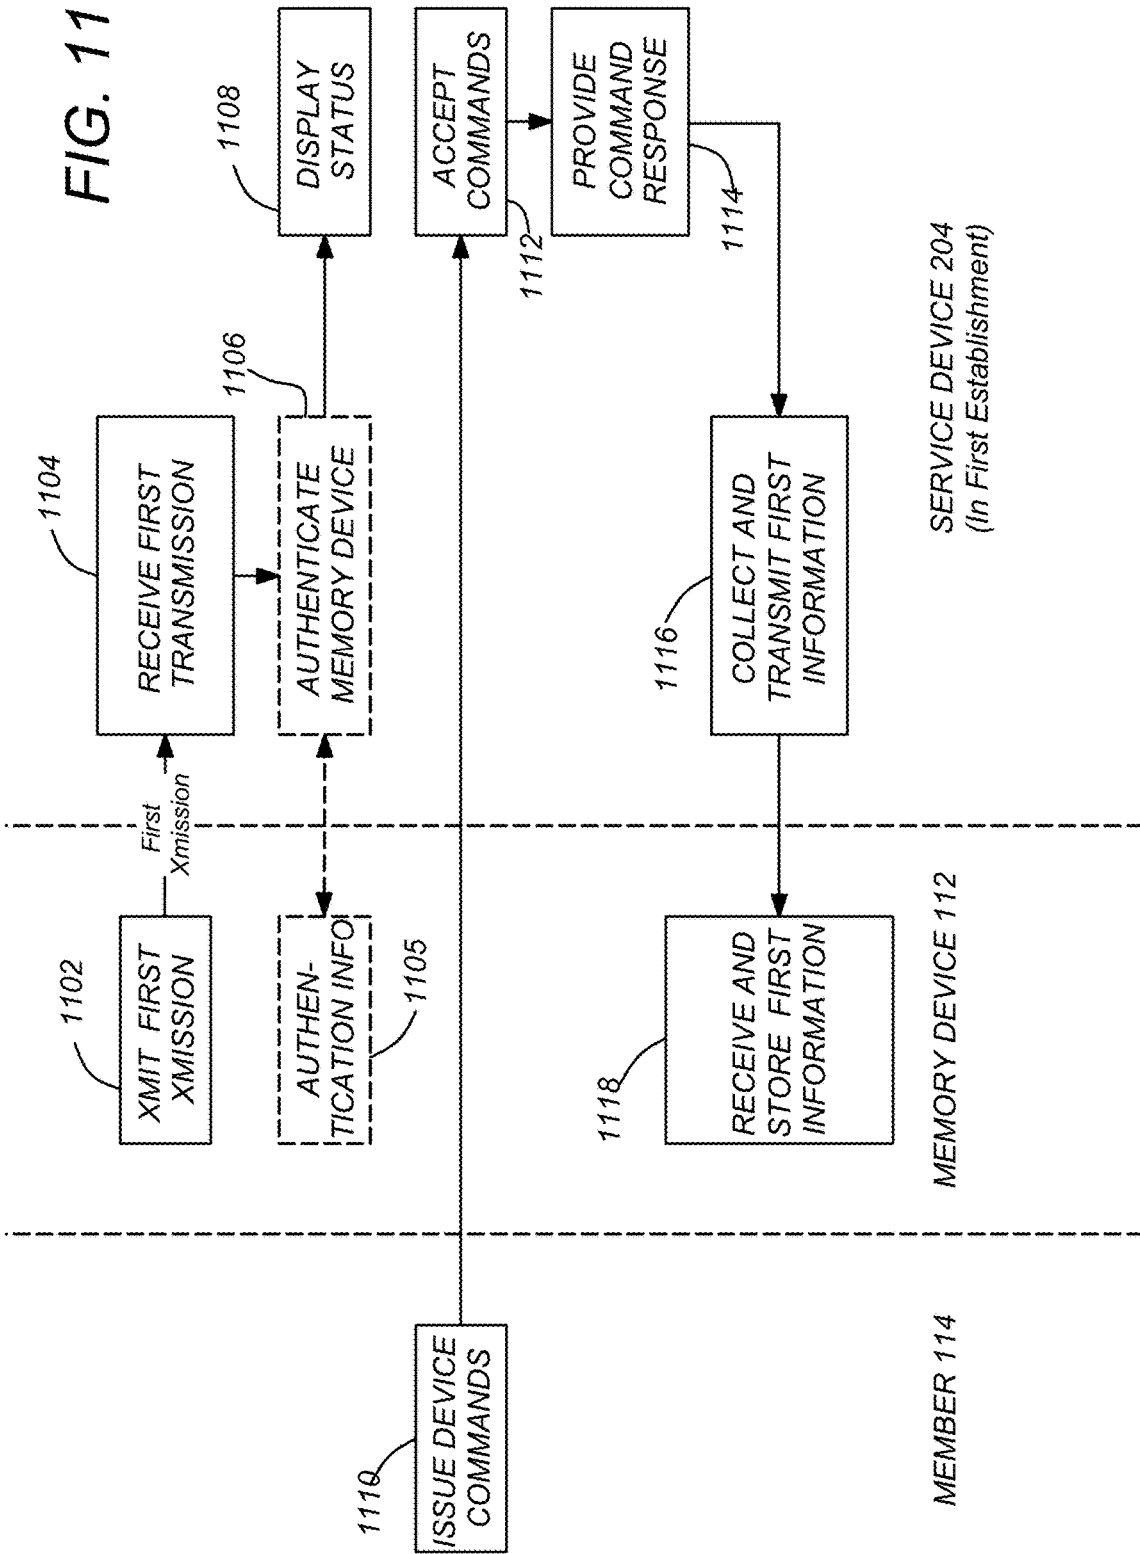 FIG. 11
1102
XMIT FIRST
XMISSION
First
Xmission
1104
RECEIVE FIRST
TRANSMISSION
1105
AUTHEN-
TICATION INFO
1106
AUTHENTICATE
MEMORY DEVICE
1108
DISPLAY
STATUS
1110
ISSUE DEVICE
COMMANDS
1112
ACCEPT
COMMANDS
1114
PROVIDE
COMMAND
RESPONSE
1116
COLLECT AND
TRANSMIT FIRST
INFORMATION
1118
RECEIVE AND
STORE FIRST
INFORMATION
MEMBER 114
MEMORY DEVICE 112
SERVICE DEVICE 204
(In First Establishment)